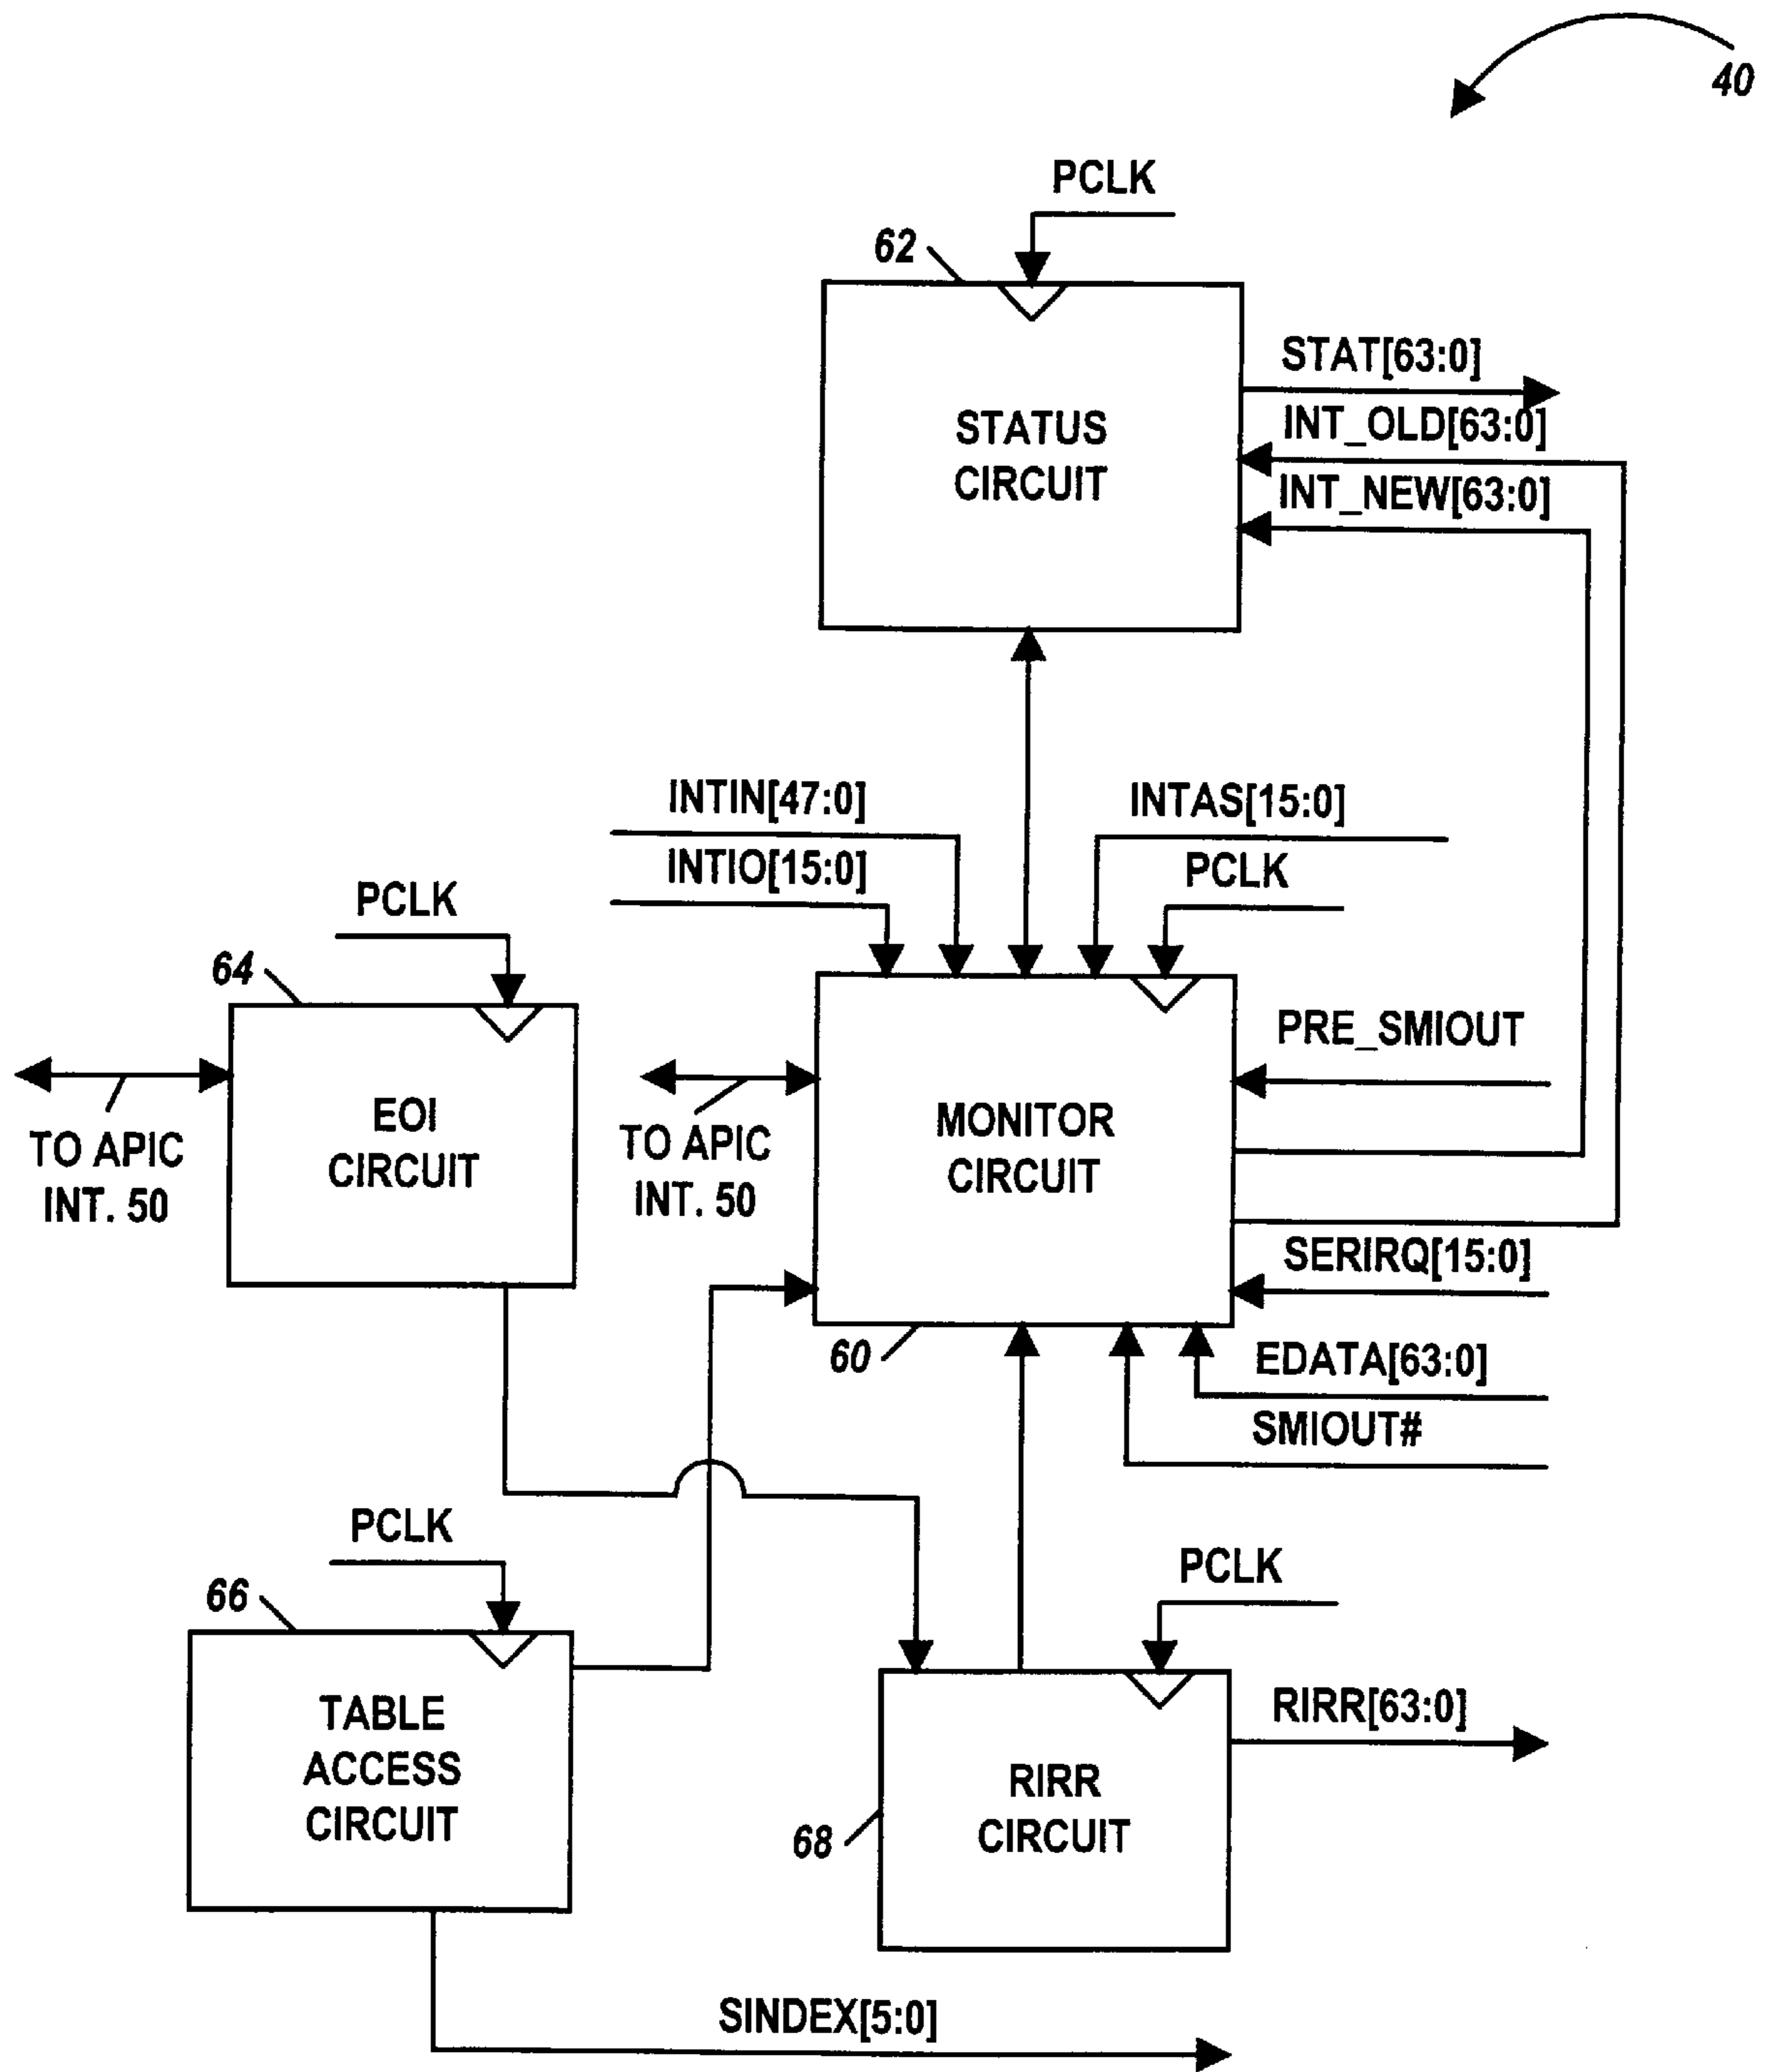 40
PCLK
62
STAT[63:0]
STATUS
CIRCUIT
INT_OLD[63:0]
INT_NEW[63:0]
INTIN[47:0]
INTAS[15:0]
INTIO[15:0]
PCLK
PCLK
64
PRE_SMIOUT
EOI
CIRCUIT
TO APIC
INT. 50
TO APIC
INT. 50
MONITOR
CIRCUIT
SERIRQ[15:0]
60
EDATA[63:0]
SMIOUT#
PCLK
PCLK
66
TABLE
ACCESS
CIRCUIT
RIRR[63:0]
RIRR
CIRCUIT
68
SINDEX[5:0]